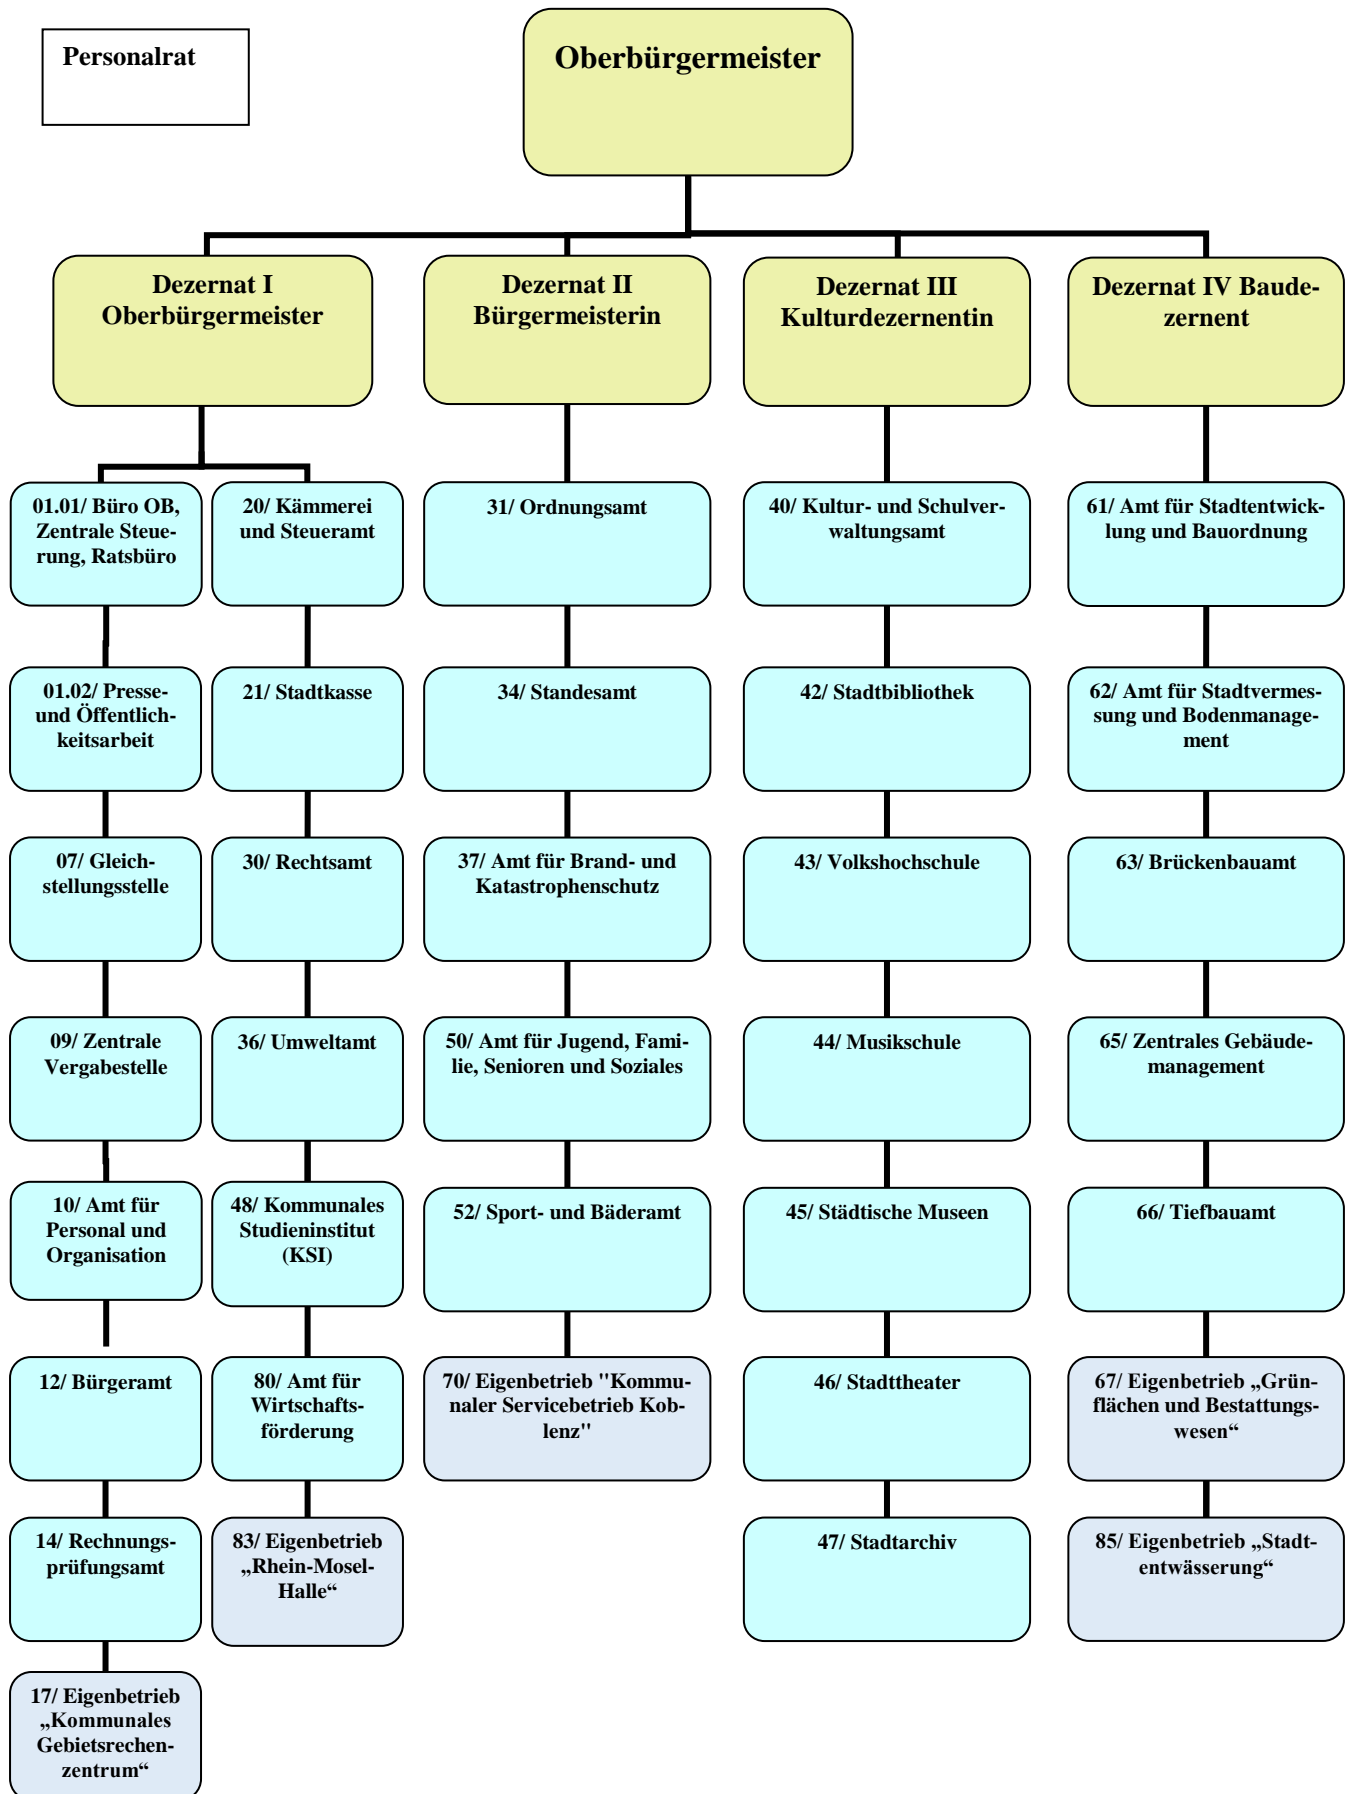 Personalrat
Oberbürgermeister
Dezernat I
Oberbürgermeister
Dezernat II
Bürgermeisterin
Dezernat III
Kulturdezernentin
Dezernat IV Baude-
zernent
01.01/ Büro OB,
Zentrale Steue-
rung, Ratsbüro
01.02/ Presse-
und Öffentlich-
keitsarbeit
07/ Gleich-
stellungsstelle
09/ Zentrale
Vergabestelle
10/ Amt für
Personal und
Organisation
12/ Bürgeramt
14/ Rechnungs-
prüfungsamt
17/ Eigenbetrieb
„Kommunales
Gebietsrechen-
zentrum“
20/ Kämmerei
und Steueramt
21/ Stadtkasse
30/ Rechtsamt
36/ Umweltamt
48/ Kommunales
Studieninstitut
(KSI)
80/ Amt für
Wirtschafts-
förderung
83/ Eigenbetrieb
„Rhein-Mosel-
Halle“
31/ Ordnungsamt
34/ Standesamt
37/ Amt für Brand- und
Katastrophenschutz
50/ Amt für Jugend, Fami-
lie, Senioren und Soziales
52/ Sport- und Bäderamt
70/ Eigenbetrieb "Kommu-
naler Servicebetrieb Kob-
lenz"
40/ Kultur- und Schulver-
waltungsamt
42/ Stadtbibliothek
43/ Volkshochschule
44/ Musikschule
45/ Städtische Museen
46/ Stadttheater
47/ Stadtarchiv
61/ Amt für Stadtentwick-
lung und Bauordnung
62/ Amt für Stadtvermes-
sung und Bodenmanage-
ment
63/ Brückenbauamt
65/ Zentrales Gebäude-
management
66/ Tiefbauamt
67/ Eigenbetrieb „Grün-
flächen und Bestattungs-
wesen“
85/ Eigenbetrieb „Stadt-
entwässerung“